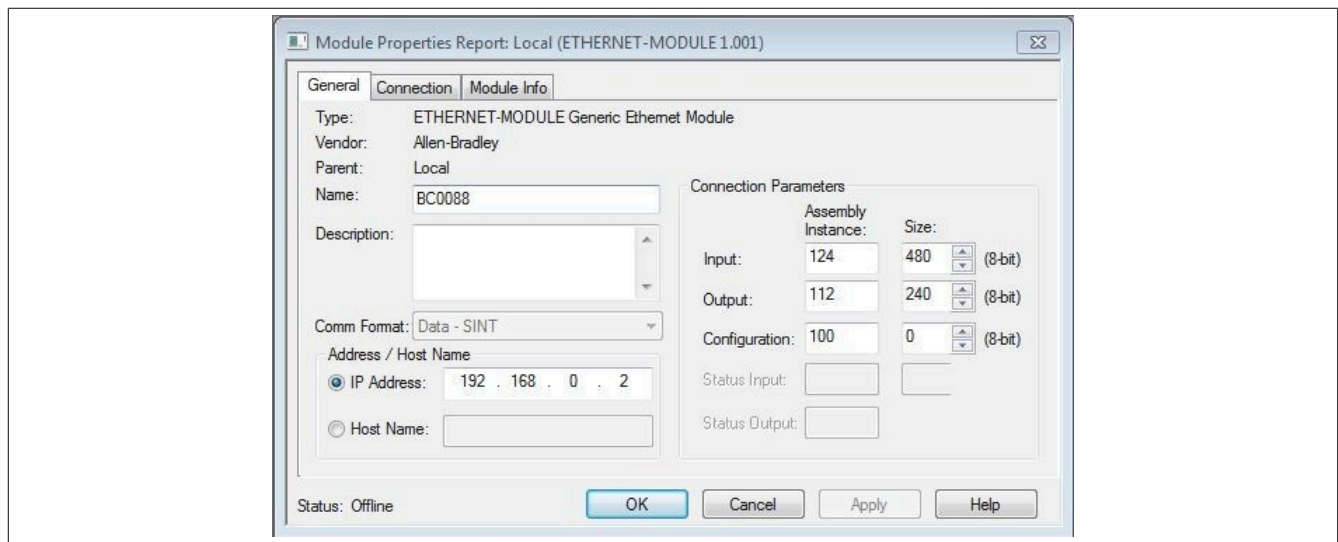 Module Properties Report: Local (ETHERNET-MODULE 1.001)
General Connection Module Info
Type: ETHERNET-MODULE Generic Ethernet Module
Vendor: Allen-Bradley
Parent: Local
Name: BC0088
Description:
Comm Format: Data - SINT
Address / Host Name
IP Address: 192 . 168 . 0 . 2
Host Name:
Connection Parameters
Assembly Instance: Size:
Input: 124 480 (8-bit)
Output: 112 240 (8-bit)
Configuration: 100 0 (8-bit)
Status Input:
Status Output:
Status: Offline
OK Cancel Apply Help